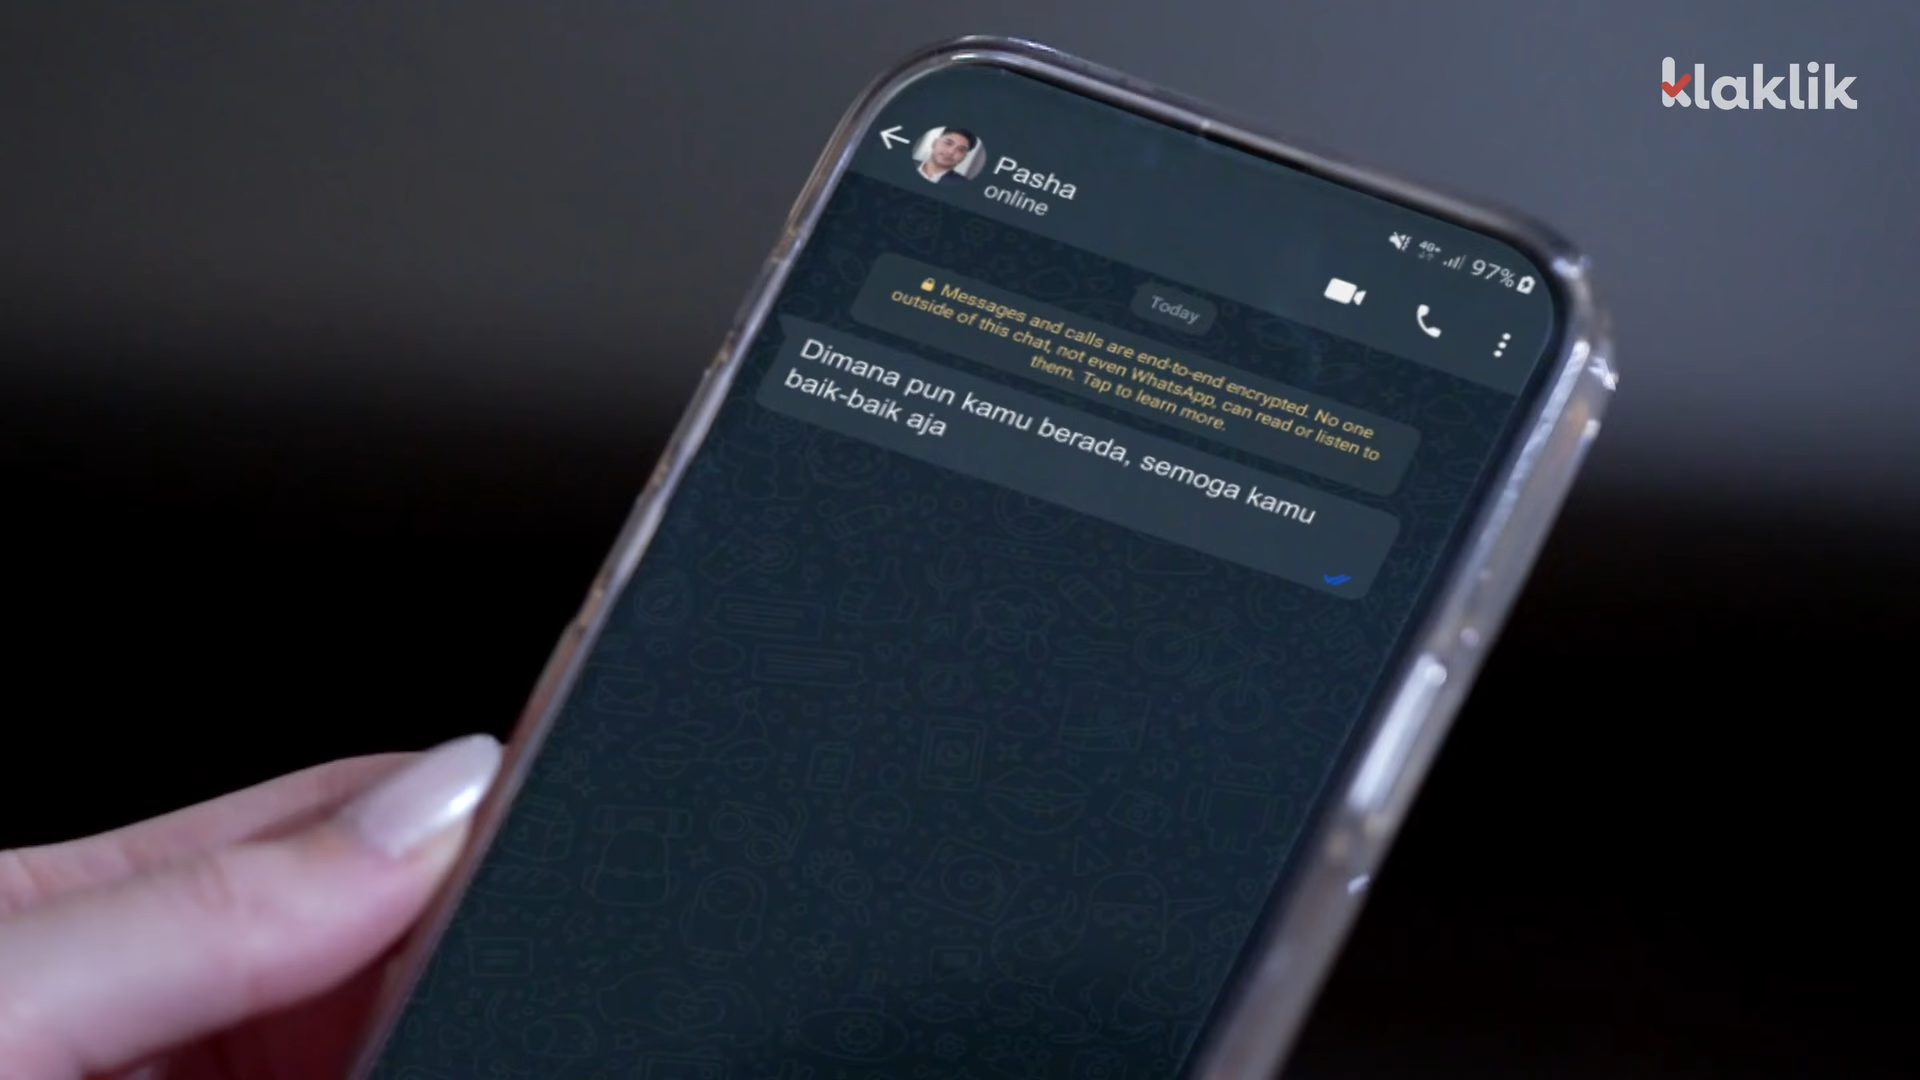 klaklik
Pasha
online
4G+
97%
Today
Messages and calls are end-to-end encrypted. No one
outside of this chat, not even WhatsApp, can read or listen to
them. Tap to learn more.
Dimana pun kamu berada, semoga kamu
baik-baik aja